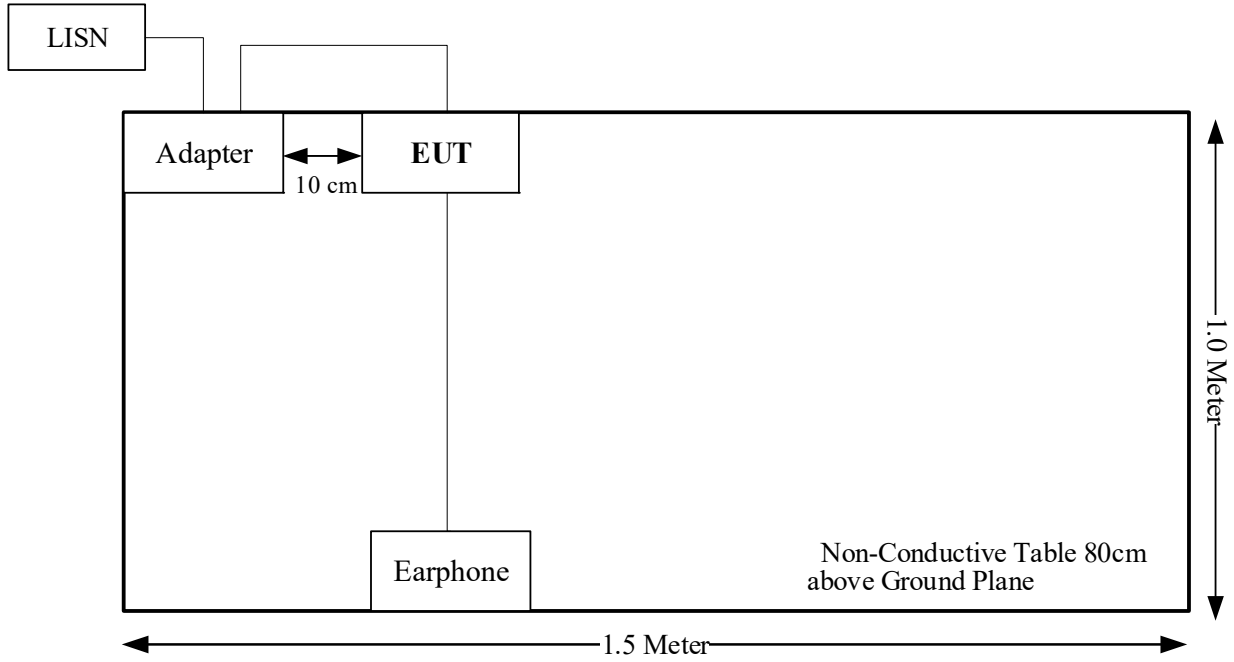 LISN
Adapter
EUT
10 cm
1.0 Meter
Earphone
Non-Conductive Table 80cm
above Ground Plane
1.5 Meter